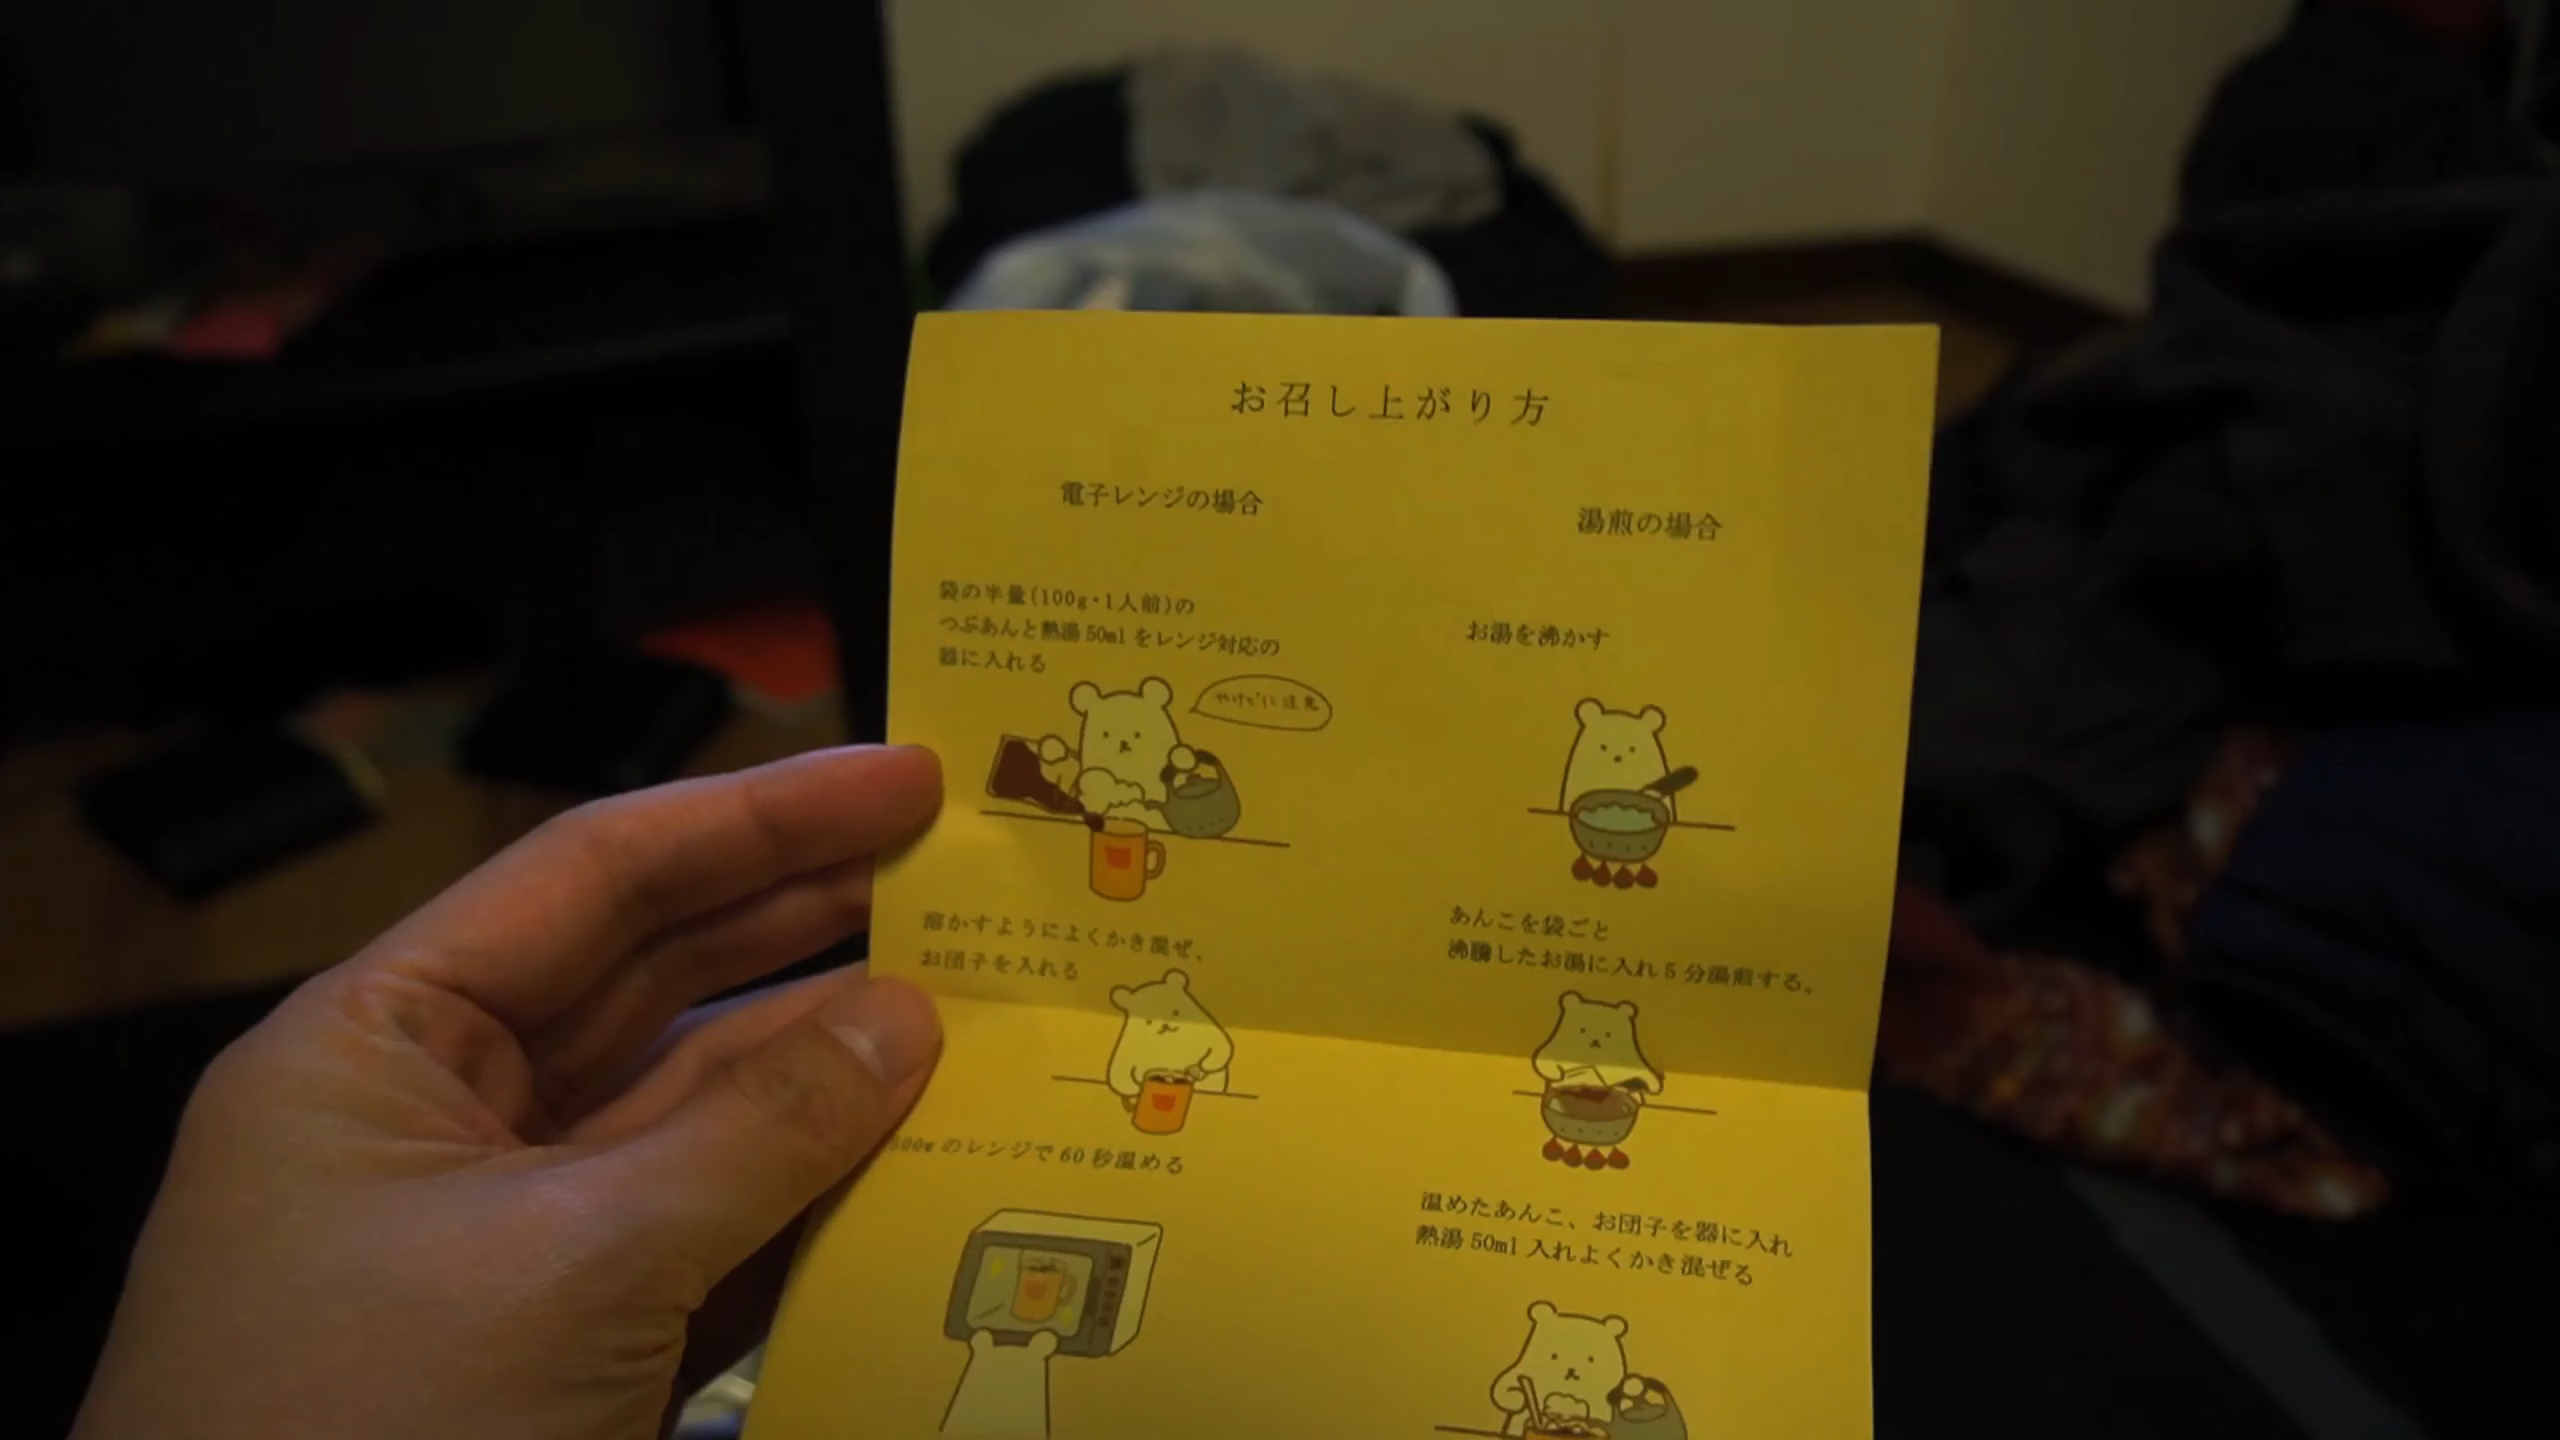 お召し上がり方
電子レンジの場合
袋の半量(100g・1人前)の
つぶあんと熱湯50mlをレンジ対応の
器に入れる
やけどに注意
溶かすようによくかき混ぜ、
お団子を入れる
のレンジで60秒温める
湯煎の場合
お湯を沸かす
あんこを袋ごと
沸騰したお湯に入れ5分湯煎する。
温めたあんこ、お団子を器に入れ
熱湯50ml入れよくかき混ぜる